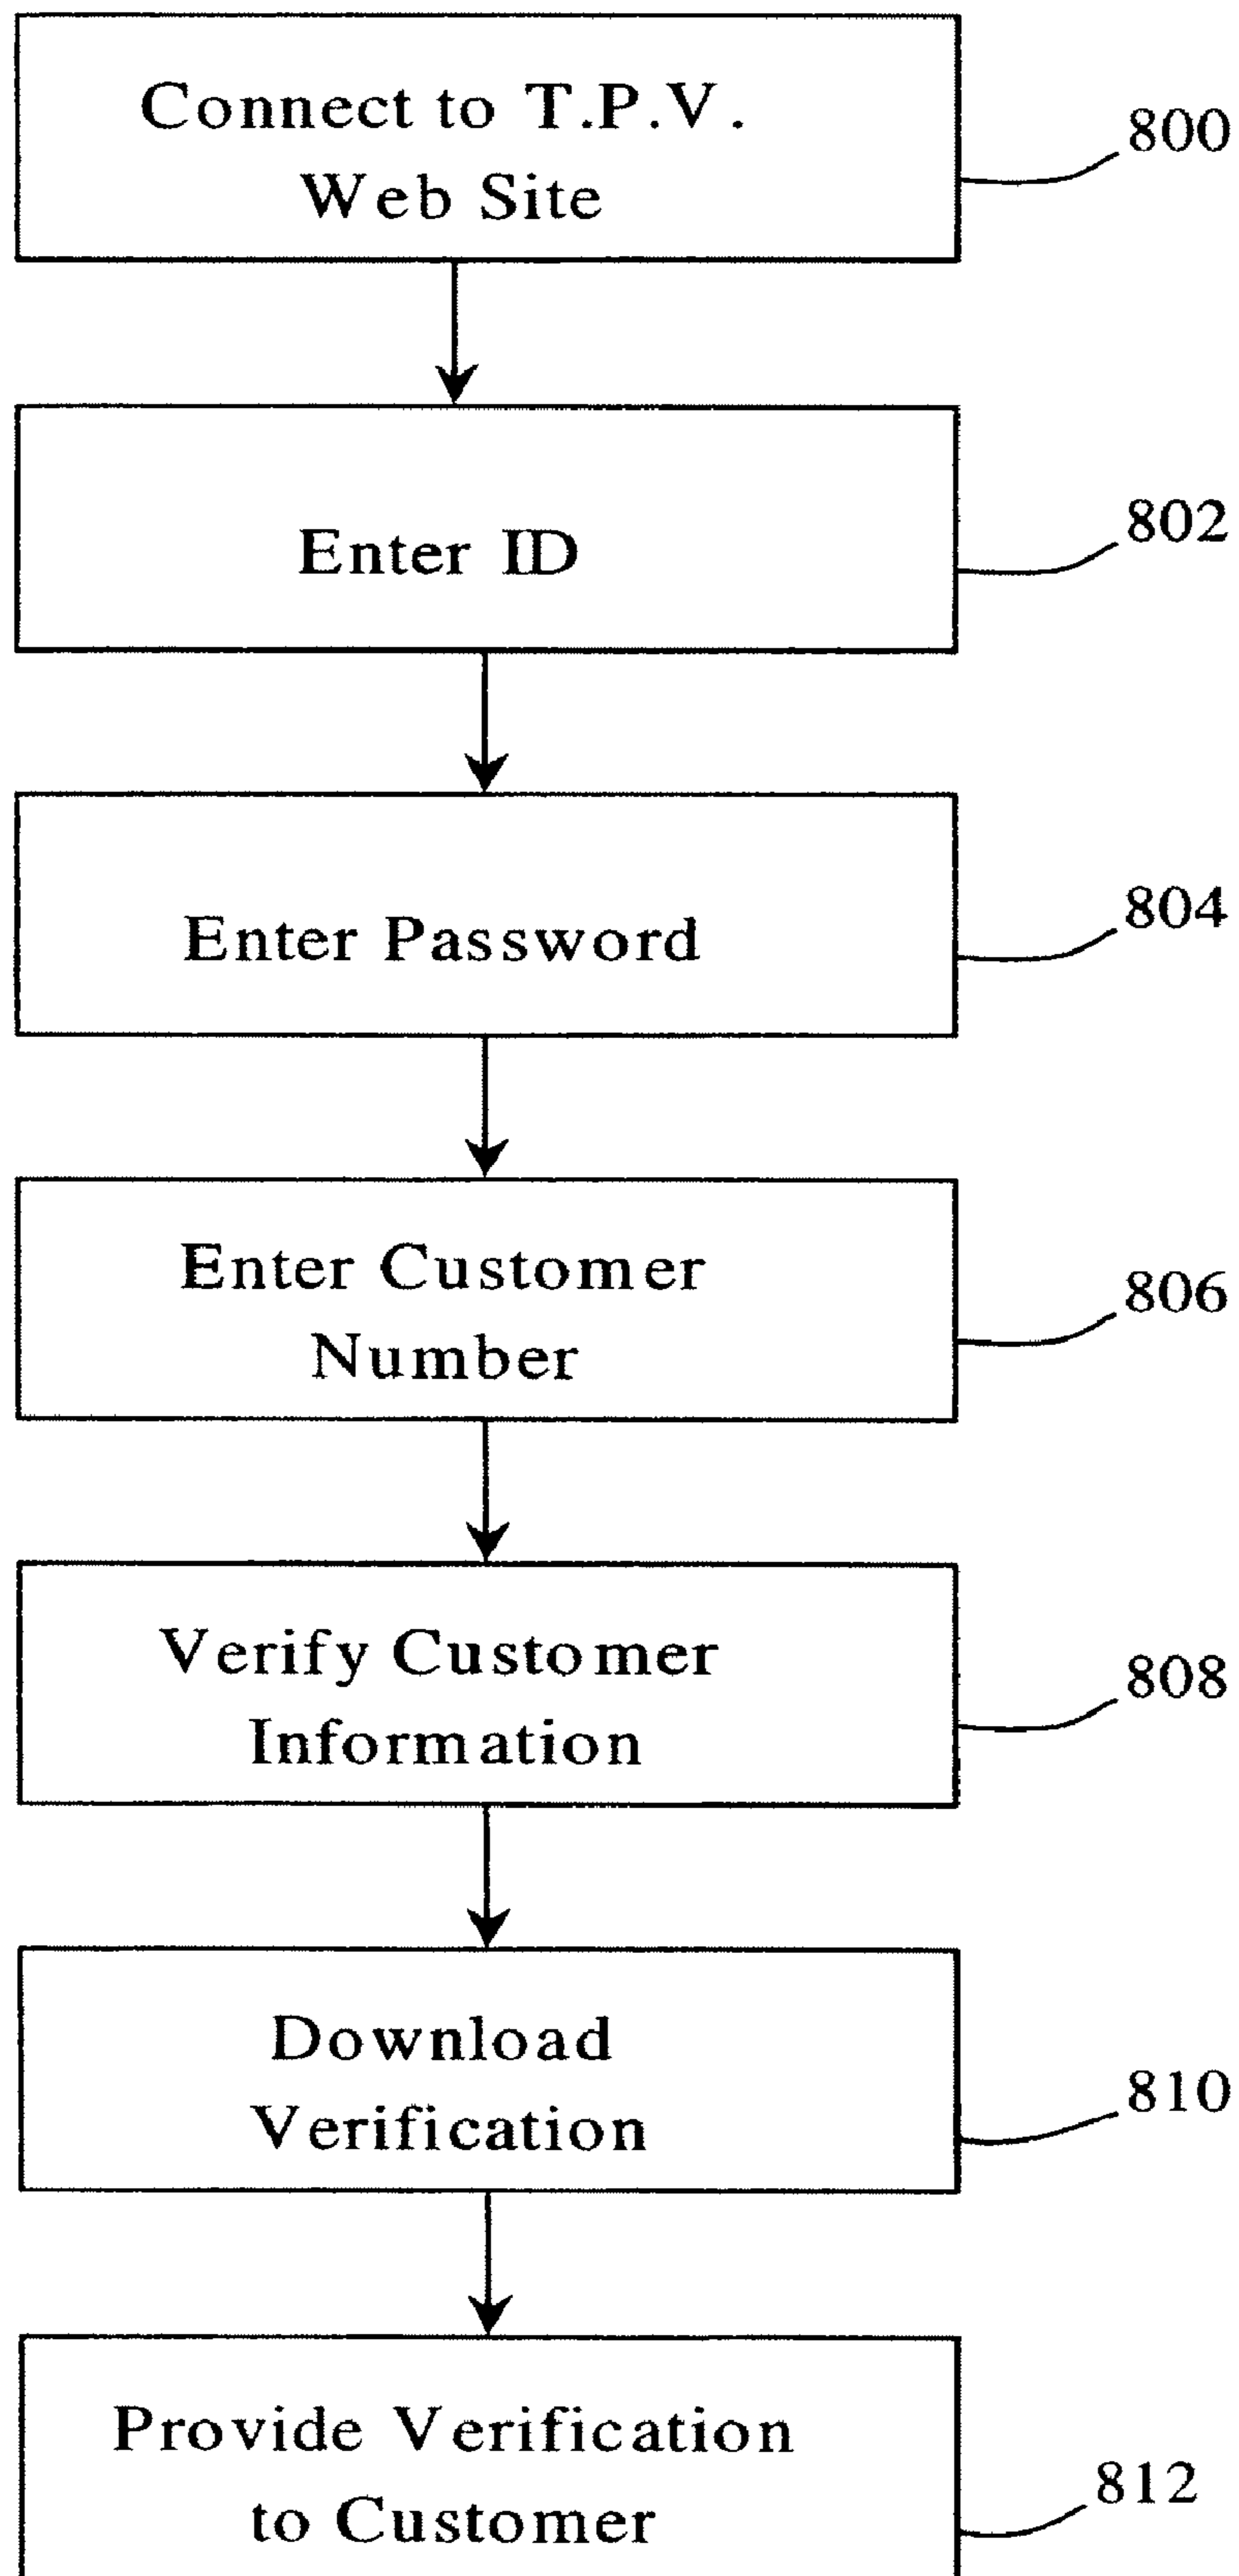 Connect to T.P.V.
Web Site
800
Enter ID
802
Enter Password
804
Enter Customer
Number
806
Verify Customer
Information
808
Download
Verification
810
Provide Verification
to Customer
812